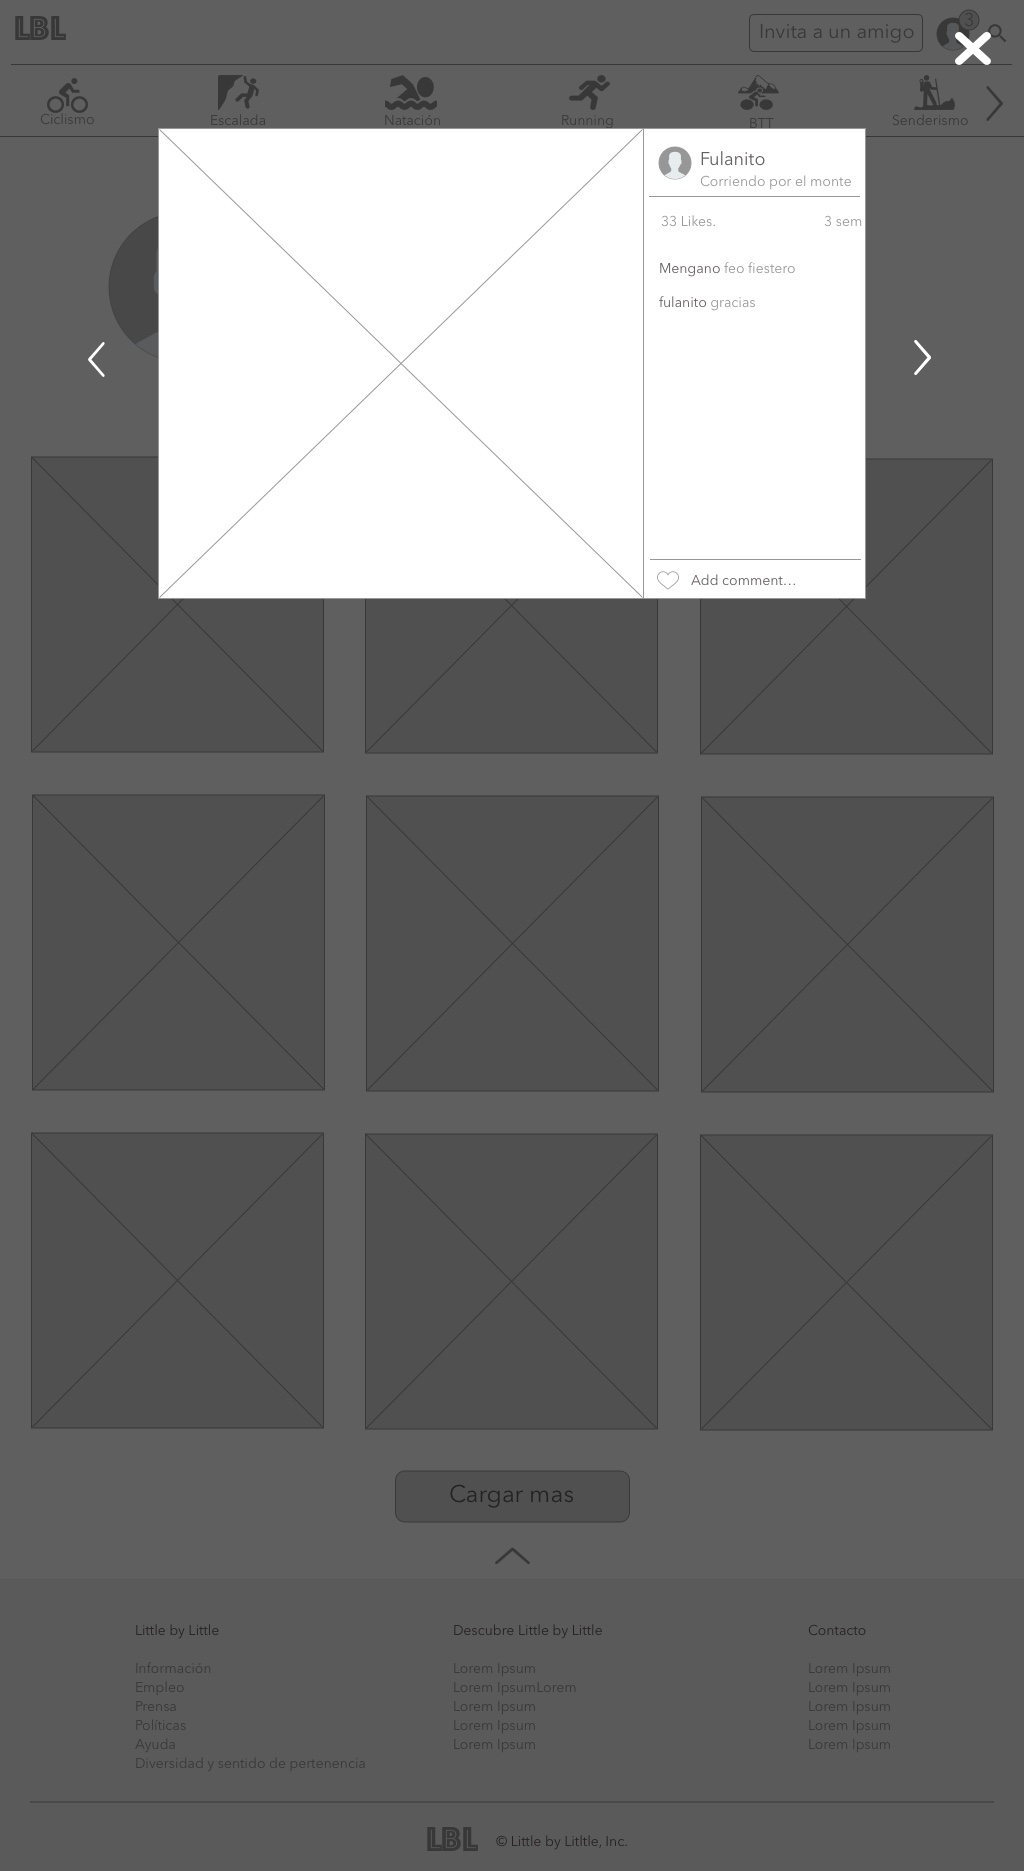 LBL
Invita a un amigo
3
Ciclismo
Escalada
Natación
Running
BTT
Senderismo
Fulanito
Corriendo por el monte
33 Likes.
3 sem
Mengano feo fiestero
fulanito gracias
Add comment...
Cargar mas
Little by Little
Información
Empleo
Prensa
Políticas
Ayuda
Diversidad y sentido de pertenencia
Descubre Little by Little
Lorem Ipsum
Lorem IpsumLorem
Lorem Ipsum
Lorem Ipsum
Lorem Ipsum
Contacto
Lorem Ipsum
Lorem Ipsum
Lorem Ipsum
Lorem Ipsum
Lorem Ipsum
LBL
© Little by Litltle, Inc.